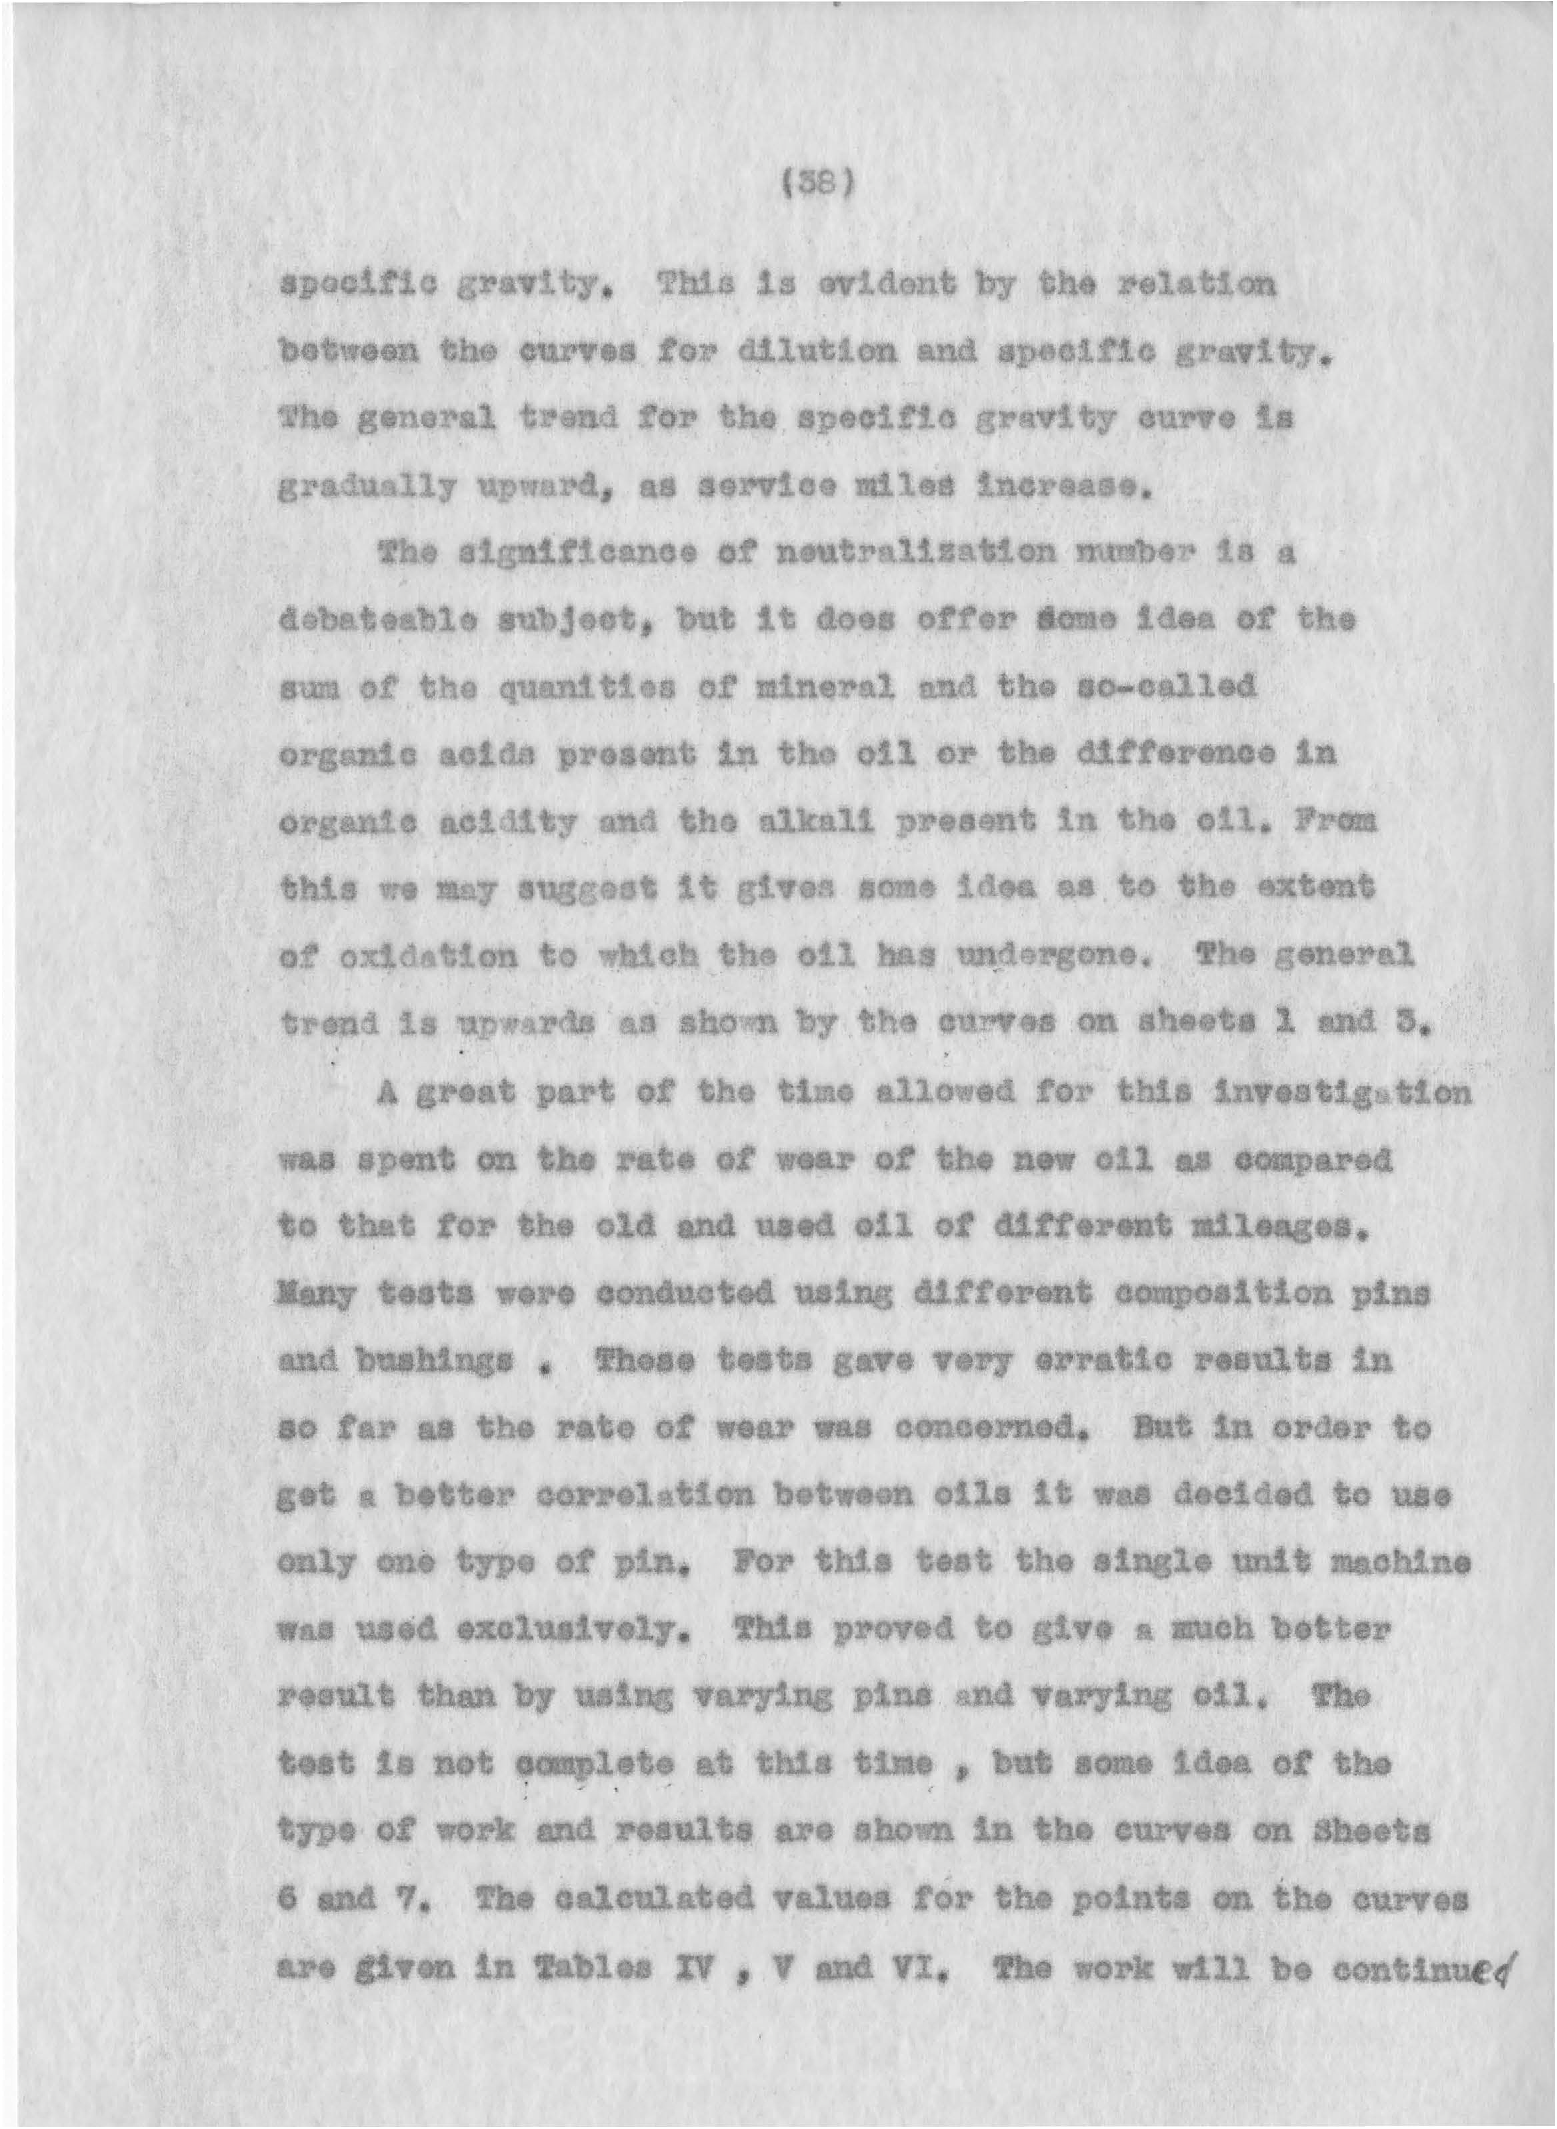 (38)
specific gravity. This is evident by the relation
between the curves for dilution and specific gravity.
The general trend for the specific gravity curve is
gradually upward, as service miles increase.
The significance of neutralization number is a
debateable subject, but it does offer some idea of the
sum of the quanities of mineral and the so-called
organic acids present in the oil or the difference in
organic acidity and the alkali present in the oil. From
this we may suggest it gives some idea as to the extent
of oxidation to which the oil has undergone. The general
trend is upwards as shown by the curves on sheets 1 and 3.
A great part of the time allowed for this investigation
was spent on the rate of wear of the new oil as compared
to that for the old and used oil of different mileages.
Many tests were conducted using different composition pins
and bushings . These tests gave very erratic results in
so far as the rate of wear was concerned. But in order to
get a better correlation between oils it was decided to use
only one type of pin. For this test the single unit machine
was used exclusively. This proved to give a much better
result than by using varying pins and varying oil. The
test is not complete at this time , but some idea of the
type of work and results are shown in the curves on Sheets
6 and 7. The calculated values for the points on the curves
are given in Tables IV , V and VI. The work will be continued